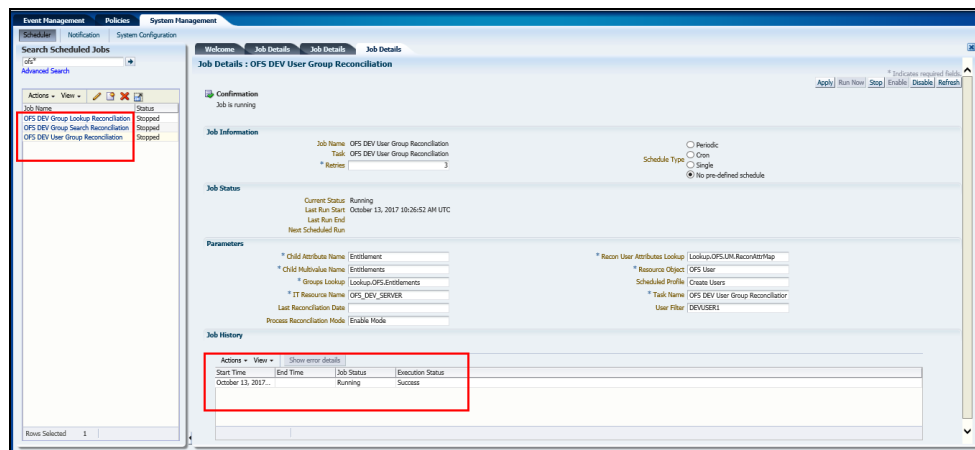 Event Management Policies System Management
Scheduler Notification System Configuration
Search Scheduled Jobs
ofs*
Advanced Search
Actions View
Job Name Status
OFS DEV Group Lookup Reconciliation Stopped
OFS DEV Group Search Reconciliation Stopped
OFS DEV User Group Reconciliation Stopped
Rows Selected 1
Welcome Job Details Job Details Job Details
Job Details : OFS DEV User Group Reconciliation
* Indicates required fields.
Apply Run Now Stop Enable Disable Refresh
Confirmation
Job is running
Job Information
Job Name OFS DEV User Group Reconciliation
Task OFS DEV User Group Reconciliation
* Retries 3
Schedule Type Periodic
Cron
Single
No pre-defined schedule
Job Status
Current Status Running
Last Run Start October 13, 2017 10:26:52 AM UTC
Last Run End
Next Scheduled Run
Parameters
* Child Attribute Name Entitlement
* Child Multivalue Name Entitlements
* Groups Lookup Lookup.OFS.Entitlements
* IT Resource Name OFS_DEV_SERVER
Last Reconciliation Date
Process Reconciliation Mode Enable Mode
* Recon User Attributes Lookup Lookup.OFS.UM.ReconAttrMap
* Resource Object OFS User
Scheduled Profile Create Users
* Task Name OFS DEV User Group Reconciliation
User Filter DEVUSER1
Job History
Actions View Show error details
Start Time End Time Job Status Execution Status
October 13, 2017... Running Success